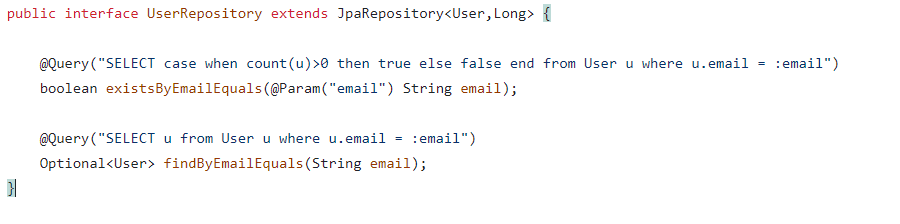 public interface UserRepository extends JpaRepository<User,Long> {
@Query("SELECT case when count(u)>0 then true else false end from User u where u.email = :email")
boolean existsByEmailEquals(@Param("email") String email);
@Query("SELECT u from User u where u.email = :email")
Optional<User> findByEmailEquals(String email);
}